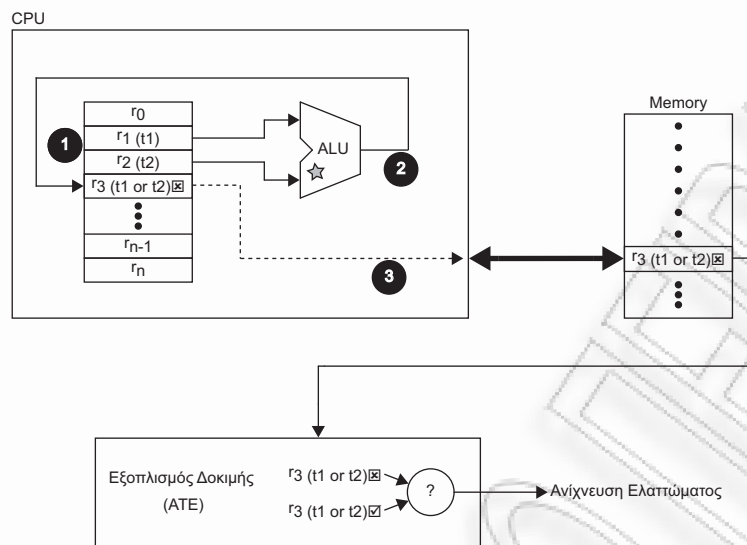 CPU
r0
r1 (t1)
r2 (t2)
r3 (t1 or t2)☒
rn-1
rn
1
ALU
2
3
Memory
r3 (t1 or t2)☒
Εξοπλισμός Δοκιμής
(ATE)
r3 (t1 or t2)☒
r3 (t1 or t2)☑
?
Ανίχνευση Ελαττώματος